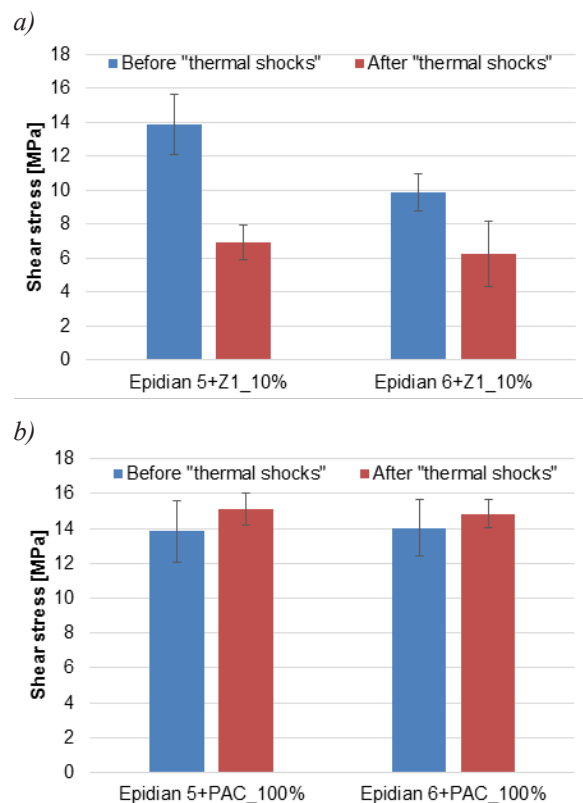 a)
18
Before "thermal shocks" After "thermal shocks"
16
14
12
10
8
6
4
2
0
Shear stress [MPa]
Epidian 5+Z1_10% Epidian 6+Z1_10%
b)
18
Before "thermal shocks" After "thermal shocks"
16
14
12
10
8
6
4
2
0
Shear stress [MPa]
Epidian 5+PAC_100% Epidian 6+PAC_100%